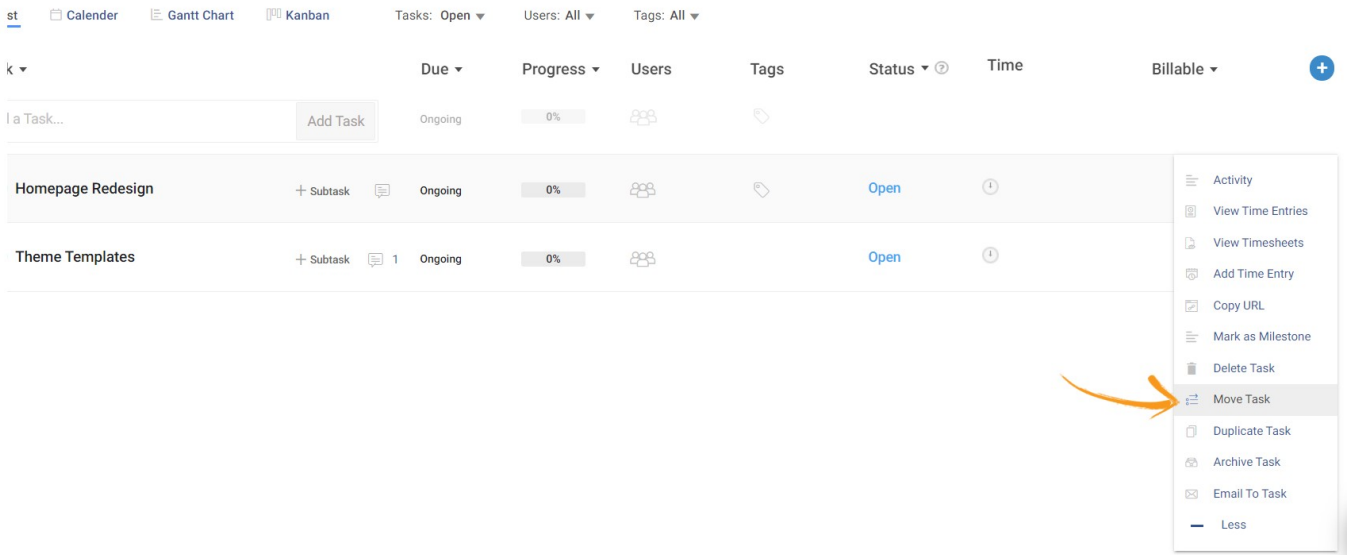 st Calender Gantt Chart Kanban Tasks: Open Users: All Tags: All
k Due Progress Users Tags Status ? Time Billable +
l a Task... Add Task Ongoing 0%
Homepage Redesign + Subtask Ongoing 0% Open
Theme Templates + Subtask 1 Ongoing 0% Open
Activity
View Time Entries
View Timesheets
Add Time Entry
Copy URL
Mark as Milestone
Delete Task
Move Task
Duplicate Task
Archive Task
Email To Task
Less